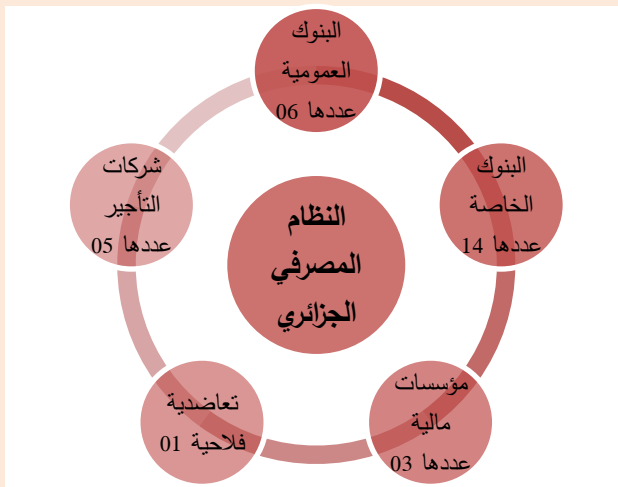 البنوك
العمومية
عددها 06
البنوك
الخاصة
عددها 14
مؤسسات
مالية
عددها 03
تعاضدية
فلاحية 01
شركات
التأجير
عددها 05
النظام
المصرفي
الجزائري